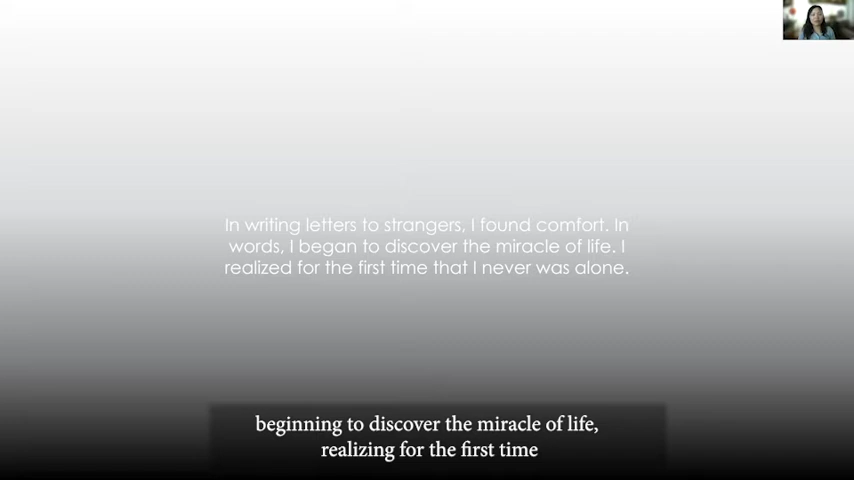 In writing letters to strangers, I found comfort. In
words, I began to discover the miracle of life. I
realized for the first time that I never was alone.
beginning to discover the miracle of life,
realizing for the first time